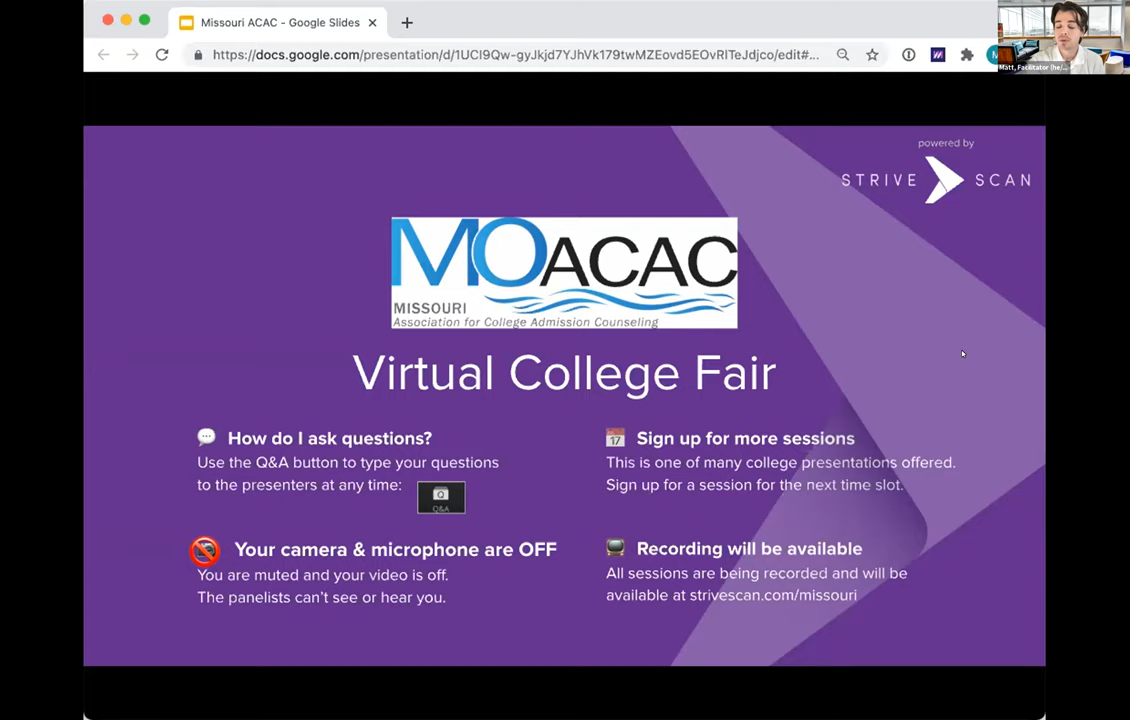 Missouri ACAC - Google Slides
https://docs.google.com/presentation/d/1UCI9Qw-gyJkjd7YJhVk179twMZEovd5EOvRITeJdjco/edit#...
Matt, Facilitator (he/...
powered by
STRIVE SCAN
MOACAC
MISSOURI
Association for College Admission Counseling
Virtual College Fair
How do I ask questions?
Use the Q&A button to type your questions
to the presenters at any time:
Q
Q&A
17
Sign up for more sessions
This is one of many college presentations offered.
Sign up for a session for the next time slot.
Your camera & microphone are OFF
You are muted and your video is off.
The panelists can't see or hear you.
Recording will be available
All sessions are being recorded and will be
available at strivescan.com/missouri